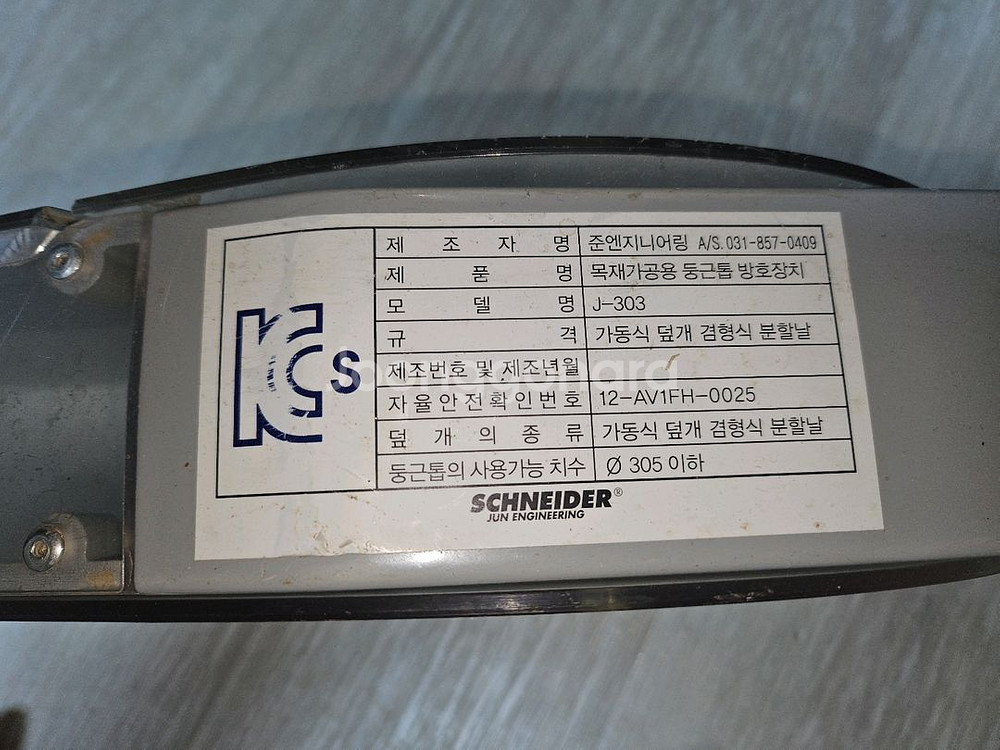 KCs
제 조 자 명 준엔지니어링 A/S. 031-857-0409
제 품 명 목재가공용 둥근톱 방호장치
모 델 명 J-303
규 격 가동식 덮개 겸형식 분할날
제조번호 및 제조년월
자율안전확인번호 12-AV1FH-0025
덮 개 의 종 류 가동식 덮개 겸형식 분할날
둥근톱의 사용가능 치수 Ø 305 이하
SCHNEIDER®
JUN ENGINEERING